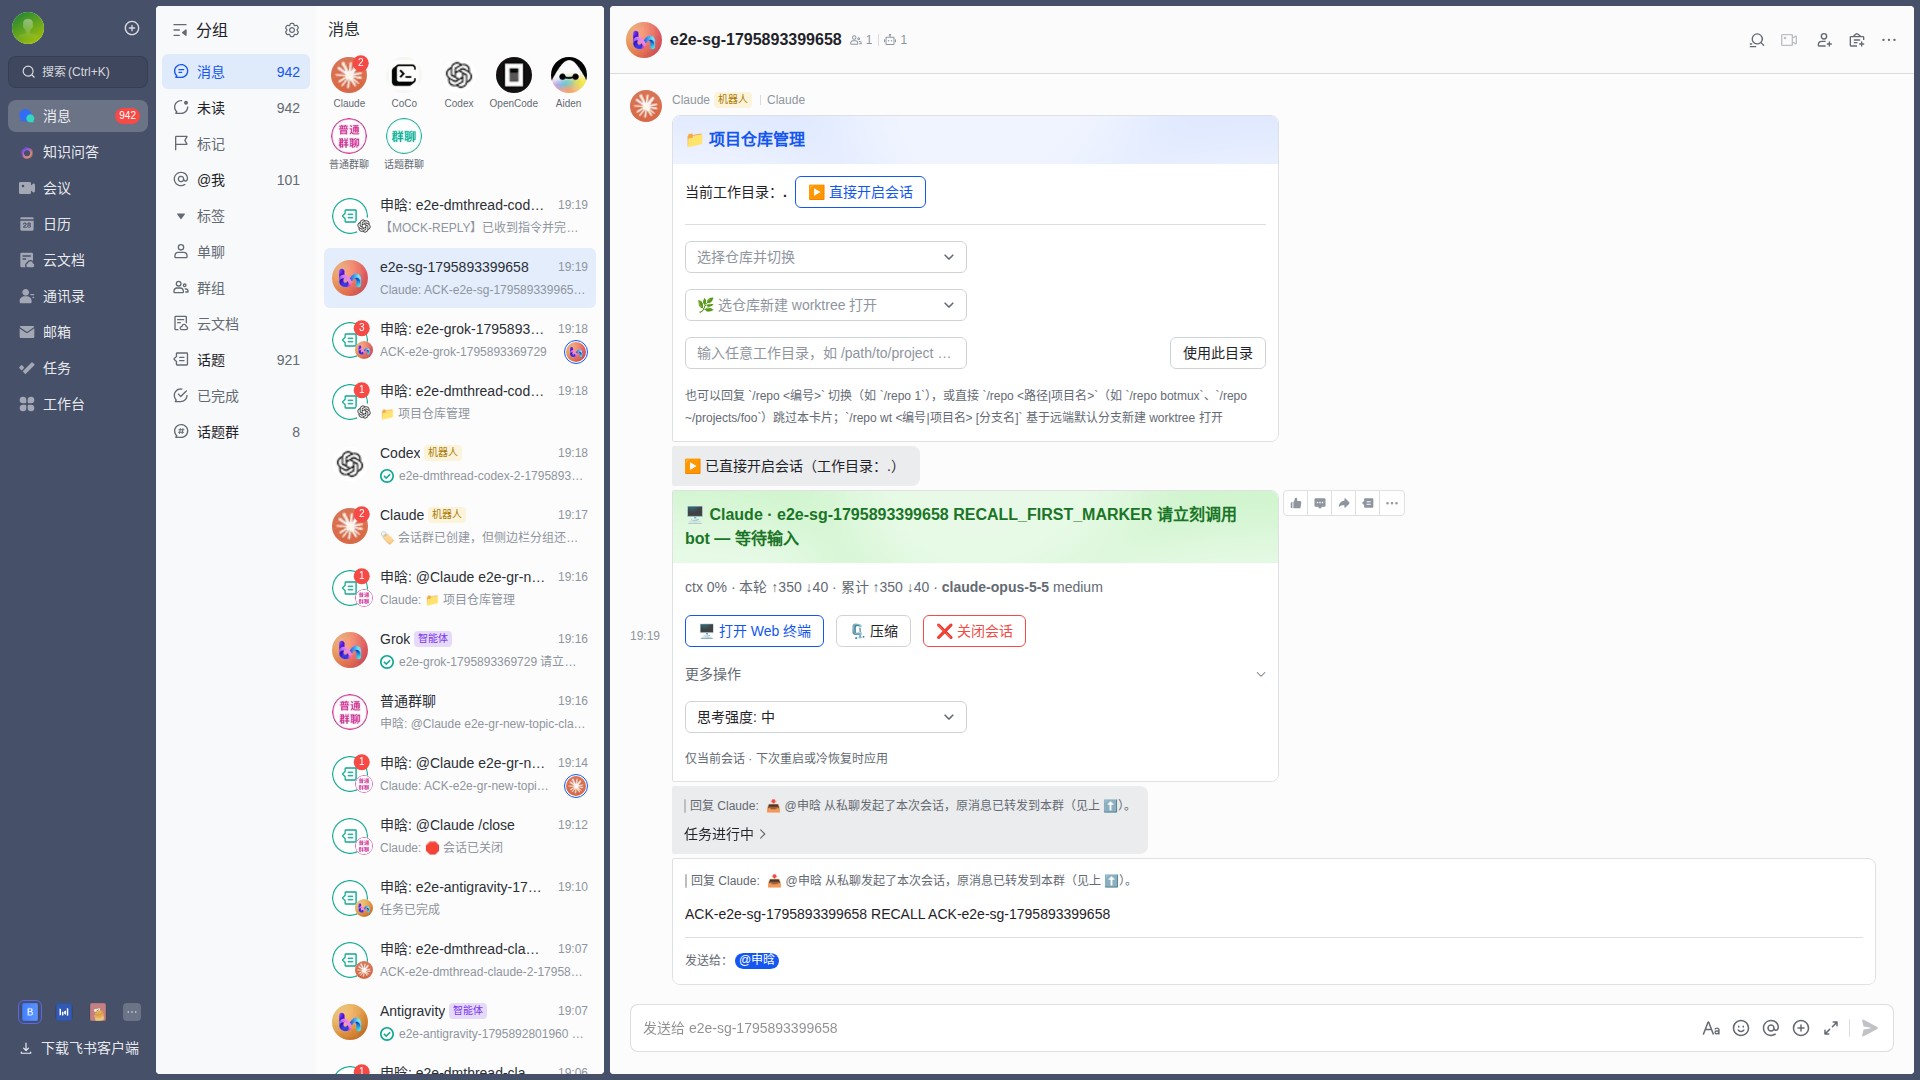 搜索 (Ctrl+K)
消息 942
知识问答
会议
日历
云文档
通讯录
邮箱
任务
工作台
下载飞书客户端
分组
消息 942
未读 942
标记
@我 101
标签
单聊
群组
云文档
话题 921
已完成
话题群 8
消息
2
Claude CoCo Codex OpenCode Aiden
普通群聊 群聊
普通群聊 话题群聊
申晗: e2e-dmthread-cod… 19:19
【MOCK-REPLY】已收到指令并完…
e2e-sg-1795893399658 19:19
Claude: ACK-e2e-sg-179589339965…
3 申晗: e2e-grok-1795893… 19:18
ACK-e2e-grok-1795893369729
1 申晗: e2e-dmthread-cod… 19:18
📁 项目仓库管理
Codex 机器人 19:18
e2e-dmthread-codex-2-1795893…
2 Claude 机器人 19:17
🏷️ 会话群已创建，但侧边栏分组还…
1 申晗: @Claude e2e-gr-n… 19:16
Claude: 📁 项目仓库管理
Grok 智能体 19:16
e2e-grok-1795893369729 请立…
普通群聊 普通群聊 19:16
申晗: @Claude e2e-gr-new-topic-cla…
1 申晗: @Claude e2e-gr-n… 19:14
Claude: ACK-e2e-gr-new-topi…
申晗: @Claude /close 19:12
Claude: 🛑 会话已关闭
申晗: e2e-antigravity-17… 19:10
任务已完成
申晗: e2e-dmthread-cla… 19:07
ACK-e2e-dmthread-claude-2-17958…
Antigravity 智能体 19:07
e2e-antigravity-1795892801960 …
1 申晗: e2e-dmthread-cla… 19:06
e2e-sg-1795893399658 1 1
Claude 机器人 Claude
📁 项目仓库管理
当前工作目录：. ▶️ 直接开启会话
选择仓库并切换
🌿 选仓库新建 worktree 打开
输入任意工作目录，如 /path/to/project … 使用此目录
也可以回复 `/repo <编号>` 切换（如 `/repo 1`），或直接 `/repo <路径|项目名>`（如 `/repo botmux`、`/repo
~/projects/foo`）跳过本卡片；`/repo wt <编号|项目名> [分支名]` 基于远端默认分支新建 worktree 打开
▶️ 已直接开启会话（工作目录：.）
🖥️ Claude · e2e-sg-1795893399658 RECALL_FIRST_MARKER 请立刻调用
bot — 等待输入
ctx 0% · 本轮 ↑350 ↓40 · 累计 ↑350 ↓40 · claude-opus-5-5 medium
19:19
🖥️ 打开 Web 终端 🗜️ 压缩 ❌ 关闭会话
更多操作
思考强度: 中
仅当前会话 · 下次重启或冷恢复时应用
回复 Claude: 📥 @申晗 从私聊发起了本次会话，原消息已转发到本群（见上 ⬆️）。
任务进行中
回复 Claude: 📥 @申晗 从私聊发起了本次会话，原消息已转发到本群（见上 ⬆️）。
ACK-e2e-sg-1795893399658 RECALL ACK-e2e-sg-1795893399658
发送给: @申晗
发送给 e2e-sg-1795893399658